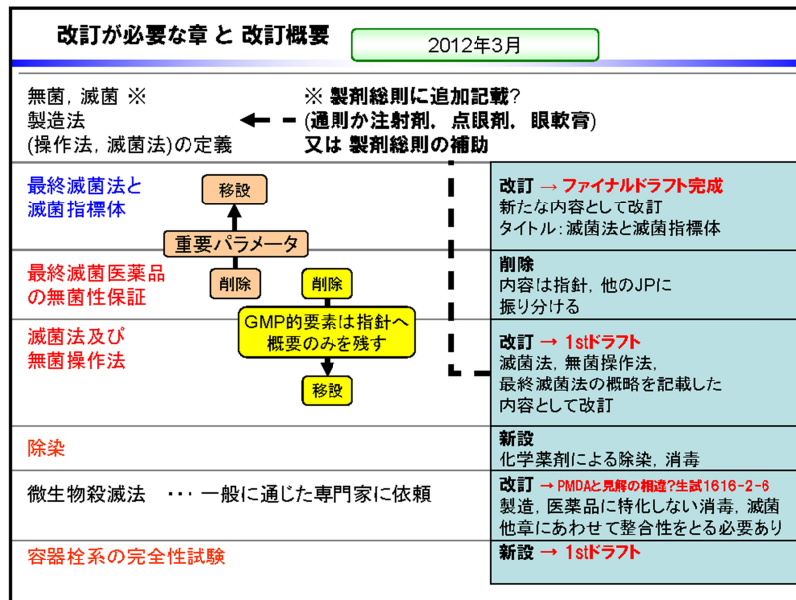 改訂が必要な章 と 改訂概要
2012年3月
無菌, 滅菌 ※
製造法
(操作法, 滅菌法)の定義
※ 製剤総則に追加記載?
(通則か注射剤, 点眼剤, 眼軟膏)
又は 製剤総則の補助
最終滅菌法と
滅菌指標体
移設
重要パラメータ
改訂 → ファイナルドラフト完成
新たな内容として改訂
タイトル:滅菌法と滅菌指標体
最終滅菌医薬品
の無菌性保証
削除
削除
削除
内容は指針, 他のJPに
振り分ける
滅菌法及び
無菌操作法
GMP的要素は指針へ
概要のみを残す
移設
改訂 → 1stドラフト
滅菌法, 無菌操作法,
最終滅菌法の概略を記載した
内容として改訂
除染
新設
化学薬剤による除染, 消毒
微生物殺滅法 ・・・ 一般に通じた専門家に依頼
改訂 → PMDAと見解の相違?生試1616-2-6
製造, 医薬品に特化しない消毒, 滅菌
他章にあわせて整合性をとる必要あり
容器栓系の完全性試験
新設 → 1stドラフト